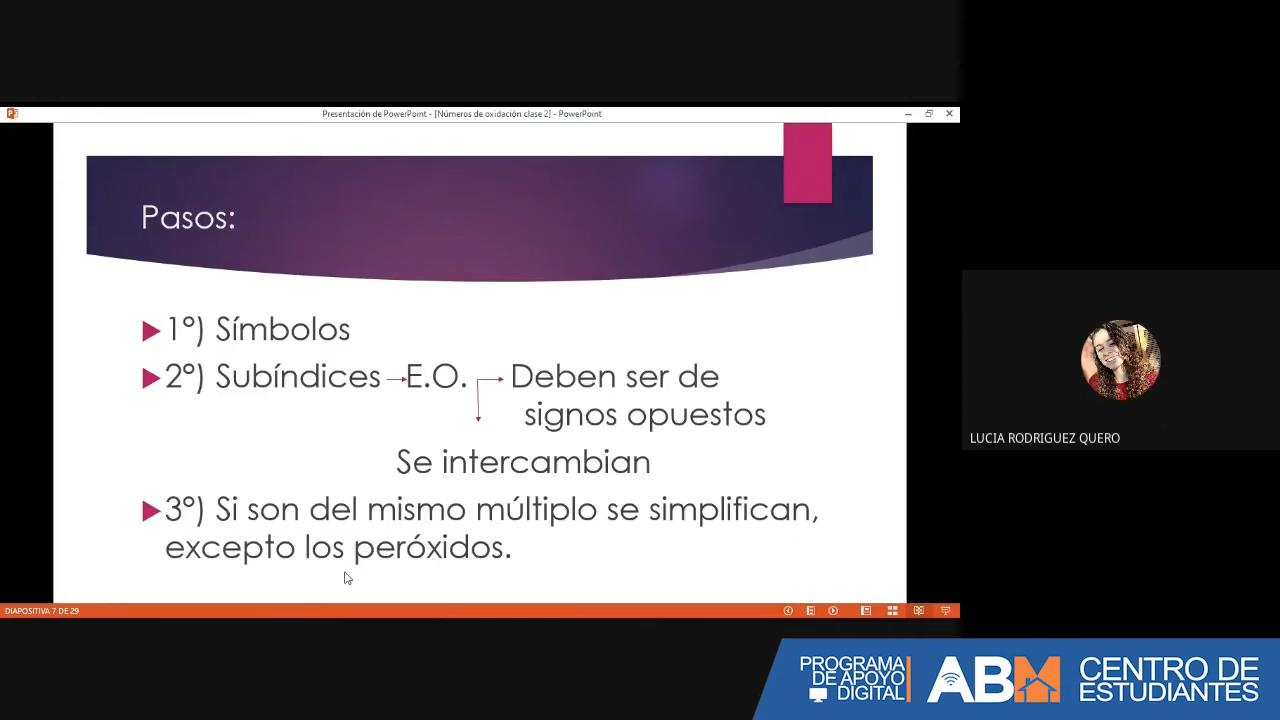 Presentación de PowerPoint - [Números de oxidación clase 2] - PowerPoint
Pasos:
1°) Símbolos
2°) Subíndices E.O. Deben ser de
signos opuestos
Se intercambian
3°) Si son del mismo múltiplo se simplifican,
excepto los peróxidos.
DIAPOSITIVA 7 DE 29
LUCIA RODRIGUEZ QUERO
PROGRAMA
DE APOYO
DIGITAL
ABM
CENTRO DE
ESTUDIANTES